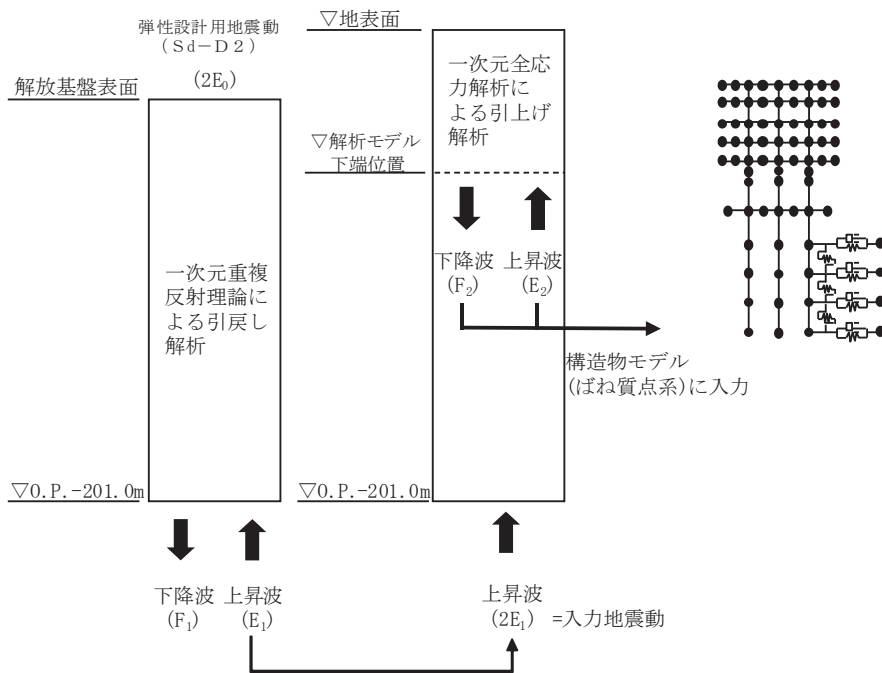 弾性設計用地震動
(Sd-D2)
(2E₀)
解放基盤表面
一次元重複
反射理論に
よる引戻し
解析
▽O.P.-201.0m
下降波
(F₁)
上昇波
(E₁)
▽地表面
一次元全応
力解析に
よる引上げ
解析
▽解析モデル
下端位置
下降波
(F₂)
上昇波
(E₂)
構造物モデル
(ばね質点系)に入力
▽O.P.-201.0m
上昇波
(2E₁) =入力地震動